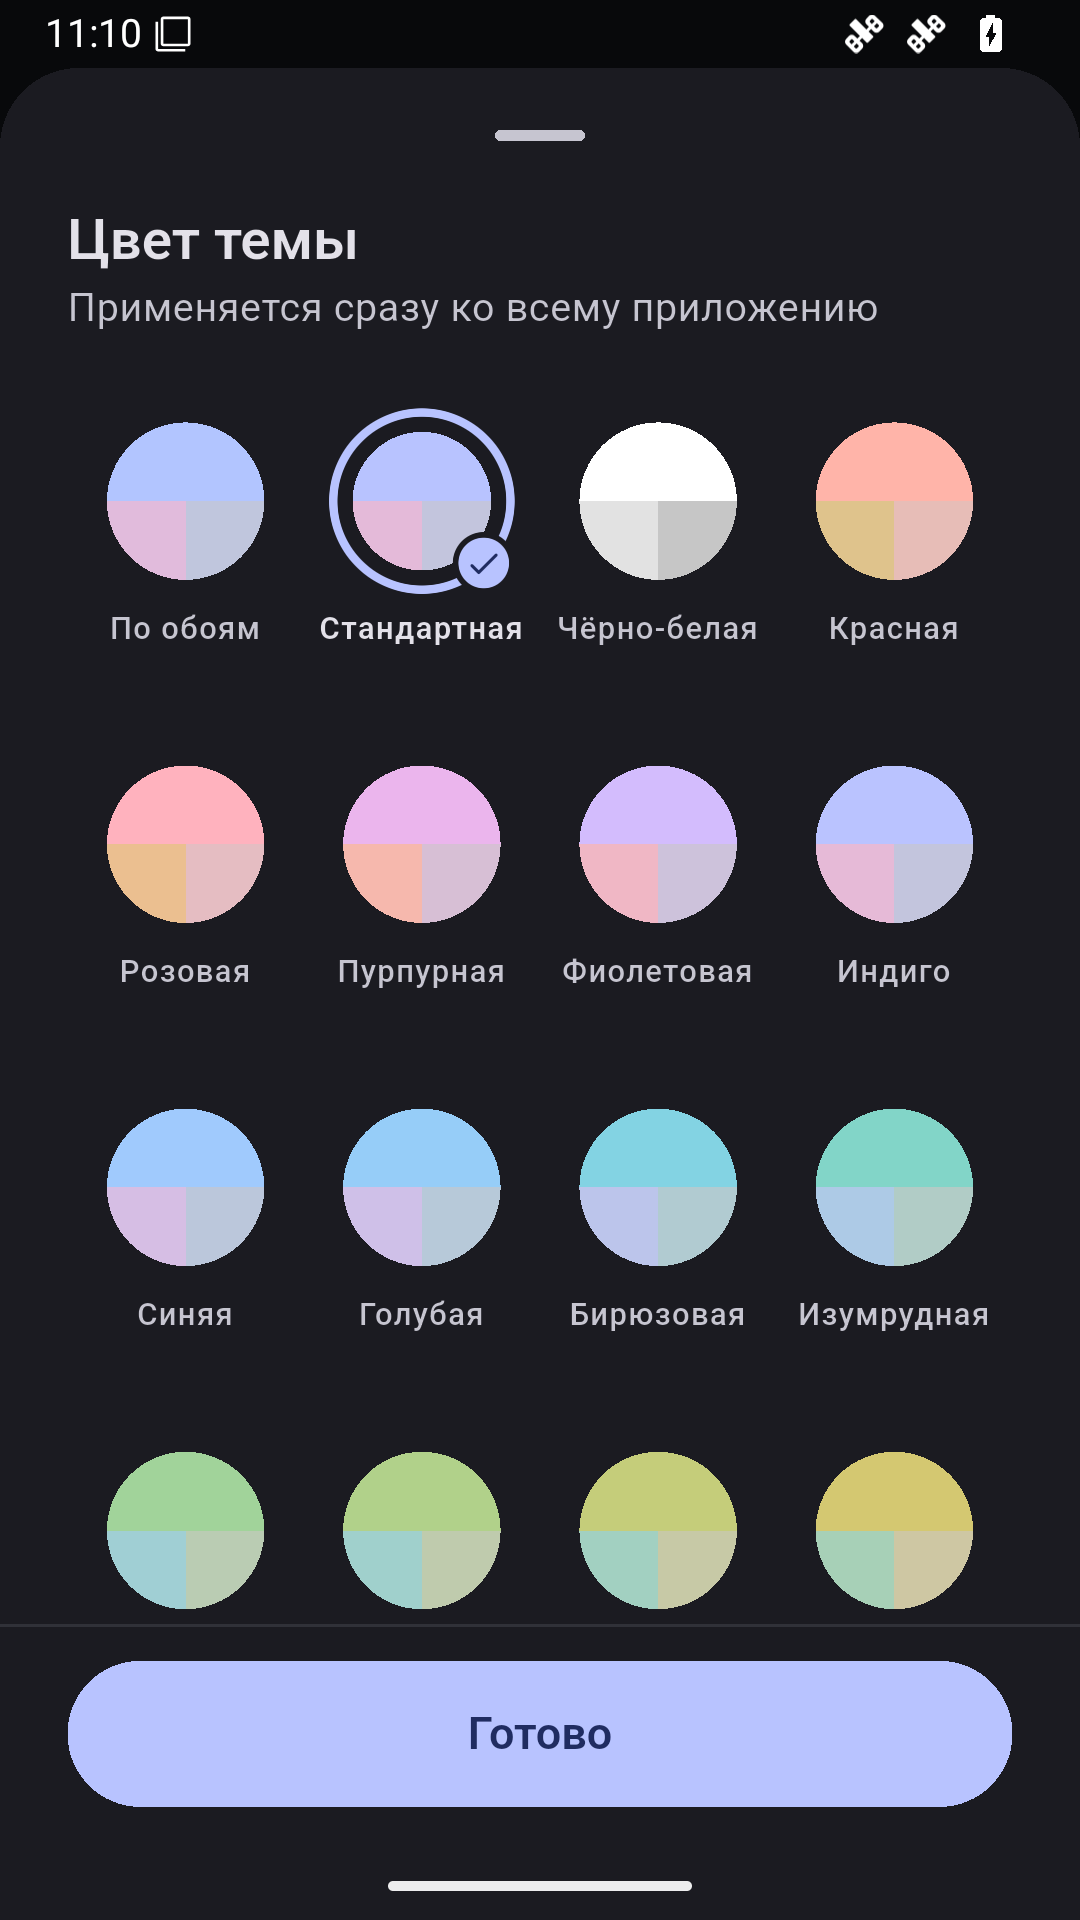 11:10
Цвет темы
Применяется сразу ко всему приложению
По обоям Стандартная Чёрно-белая Красная
Розовая Пурпурная Фиолетовая Индиго
Синяя Голубая Бирюзовая Изумрудная
Готово